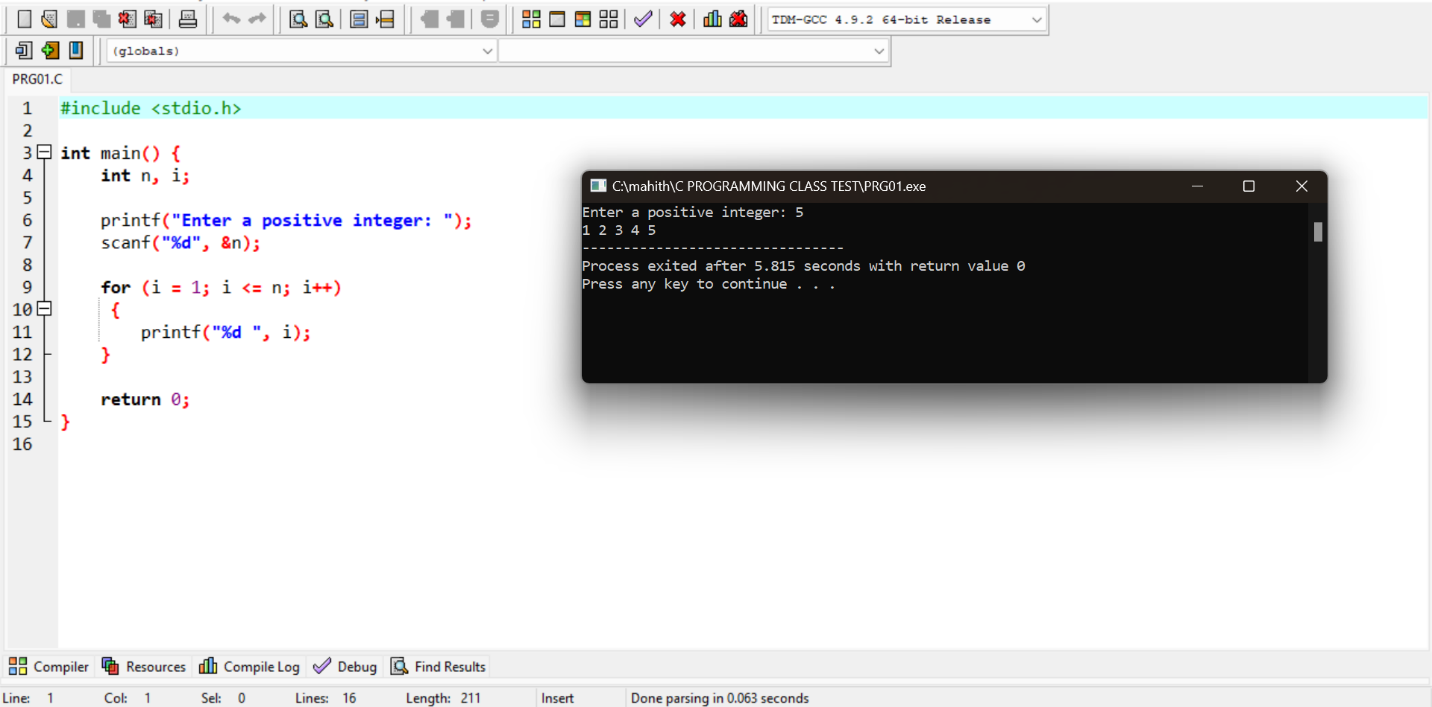 TDM-GCC 4.9.2 64-bit Release
(globals)
PRG01.C
1 #include <stdio.h>
2
3 int main() {
4 int n, i;
5
6 printf("Enter a positive integer: ");
7 scanf("%d", &n);
8
9 for (i = 1; i <= n; i++)
10 {
11 printf("%d ", i);
12 }
13
14 return 0;
15 }
16
C:\mahith\C PROGRAMMING CLASS TEST\PRG01.exe
Enter a positive integer: 5
1 2 3 4 5
--------------------------------
Process exited after 5.815 seconds with return value 0
Press any key to continue . . .
Compiler Resources Compile Log Debug Find Results
Line: 1 Col: 1 Sel: 0 Lines: 16 Length: 211 Insert Done parsing in 0.063 seconds